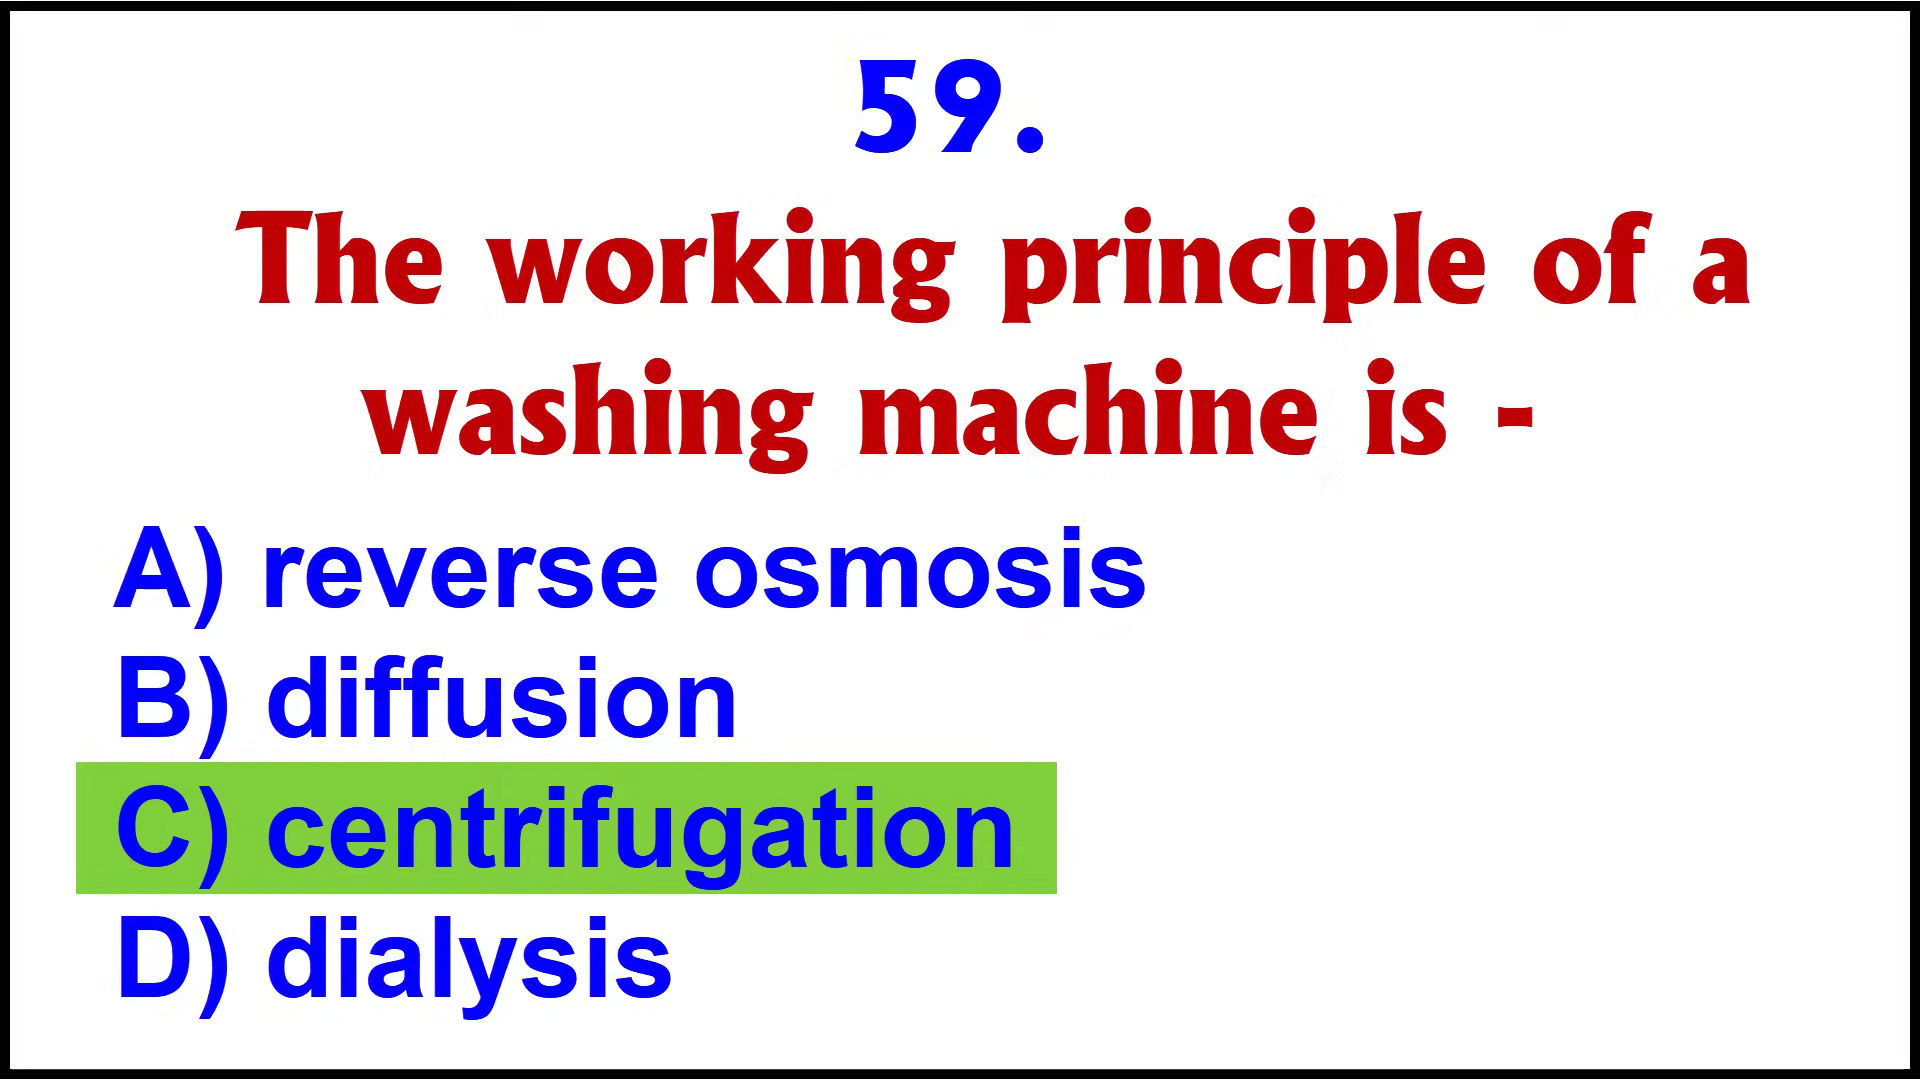 59.
The working principle of a
washing machine is -
A) reverse osmosis
B) diffusion
C) centrifugation
D) dialysis